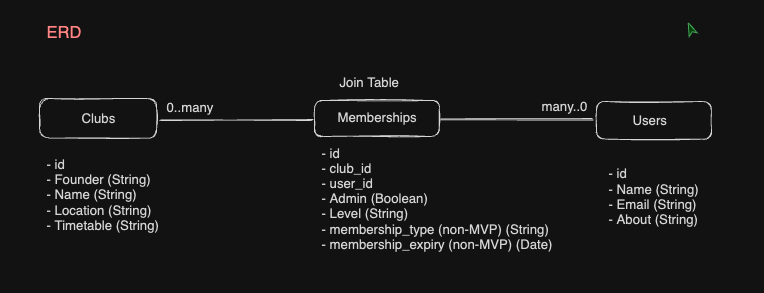 ERD
Join Table
Clubs
0..many
Memberships
many..0
Users
- id
- Founder (String)
- Name (String)
- Location (String)
- Timetable (String)
- id
- club_id
- user_id
- Admin (Boolean)
- Level (String)
- membership_type (non-MVP) (String)
- membership_expiry (non-MVP) (Date)
- id
- Name (String)
- Email (String)
- About (String)